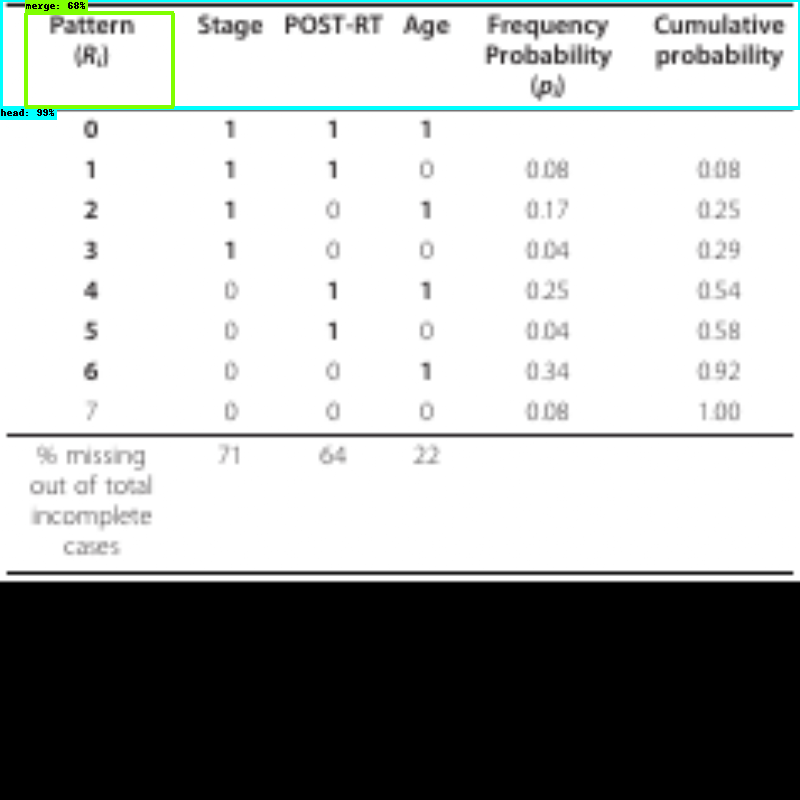 merge: 68%
Pattern Stage POST-RT Age Frequency Cumulative
(Ri) Probability probability
(pi)
head: 99%
0 1 1 1
1 1 1 0 0.08 0.08
2 1 0 1 0.17 0.25
3 1 0 0 0.04 0.29
4 0 1 1 0.25 0.54
5 0 1 0 0.04 0.58
6 0 0 1 0.34 0.92
7 0 0 0 0.08 1.00
% missing 71 64 22
out of total
incomplete
cases